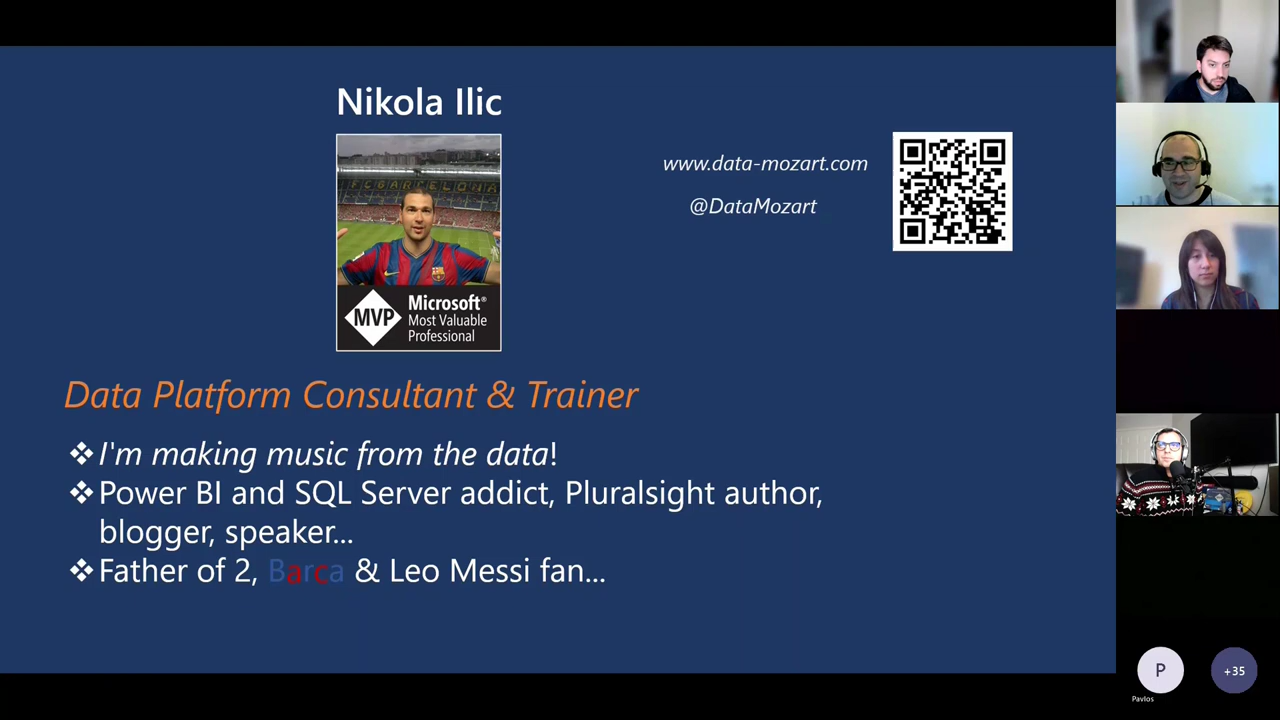 Nikola Ilic
FC BARCELONA
MVP
Microsoft®
Most Valuable
Professional
www.data-mozart.com
@DataMozart
Data Platform Consultant & Trainer
❖I'm making music from the data!
❖Power BI and SQL Server addict, Pluralsight author,
blogger, speaker...
❖Father of 2, Barca & Leo Messi fan...
P
Pavlos
+35